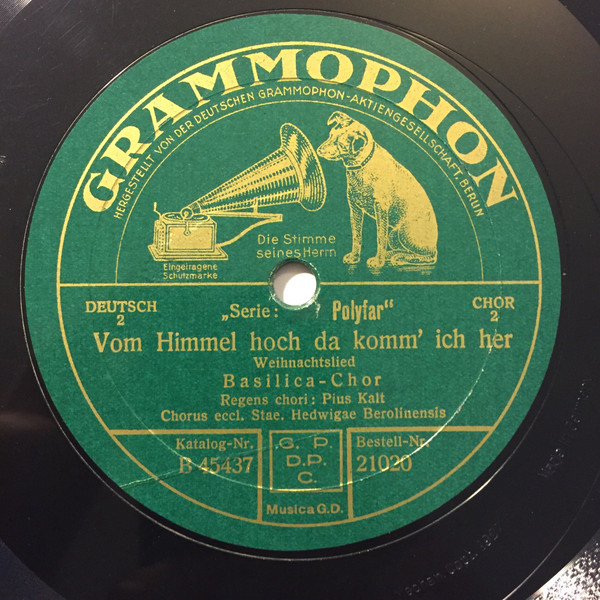 GRAMMOPHON
HERGESTELLT VON DER DEUTSCHEN GRAMMOPHON-AKTIENGESELLSCHAFT, BERLIN
Die Stimme
seines Herrn
Eingetragene
Schutzmarke
DEUTSCH
2
„Serie: Polyfar“
CHOR
2
Vom Himmel hoch da komm' ich her
Weihnachtslied
Basilica-Chor
Regens chori: Pius Kalt
Chorus eccl. Stae. Hedwigae Berolinensis
Katalog-Nr.
B 45437
G. P.
D.P.
C.
Bestell-Nr.
21020
Musica G.D.